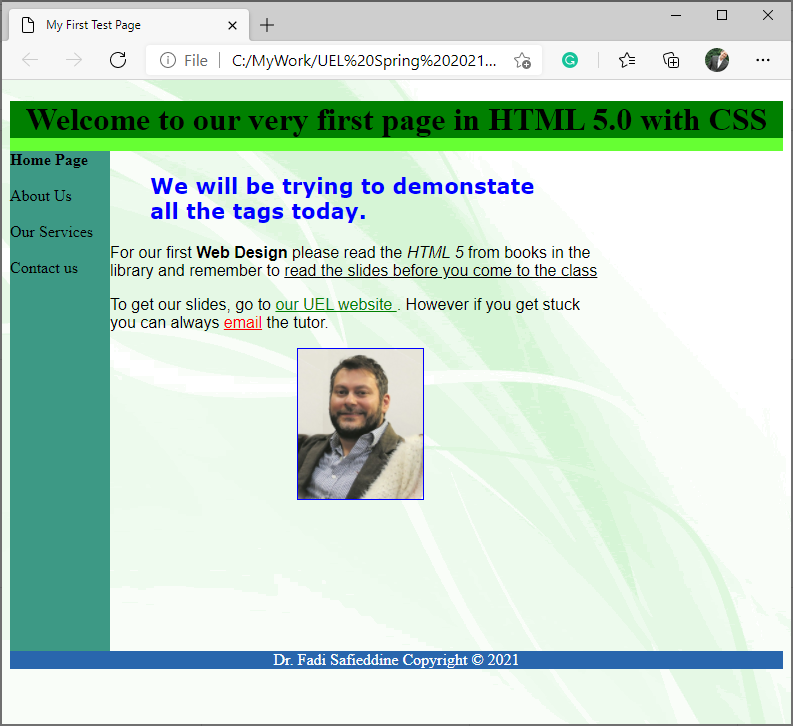 My First Test Page
File
C:/MyWork/UEL%20Spring%202021...
Welcome to our very first page in HTML 5.0 with CSS
Home Page
About Us
Our Services
Contact us
We will be trying to demonstate
all the tags today.
For our first Web Design please read the HTML 5 from books in the
library and remember to read the slides before you come to the class
To get our slides, go to our UEL website . However if you get stuck
you can always email the tutor.
Dr. Fadi Safieddine Copyright © 2021